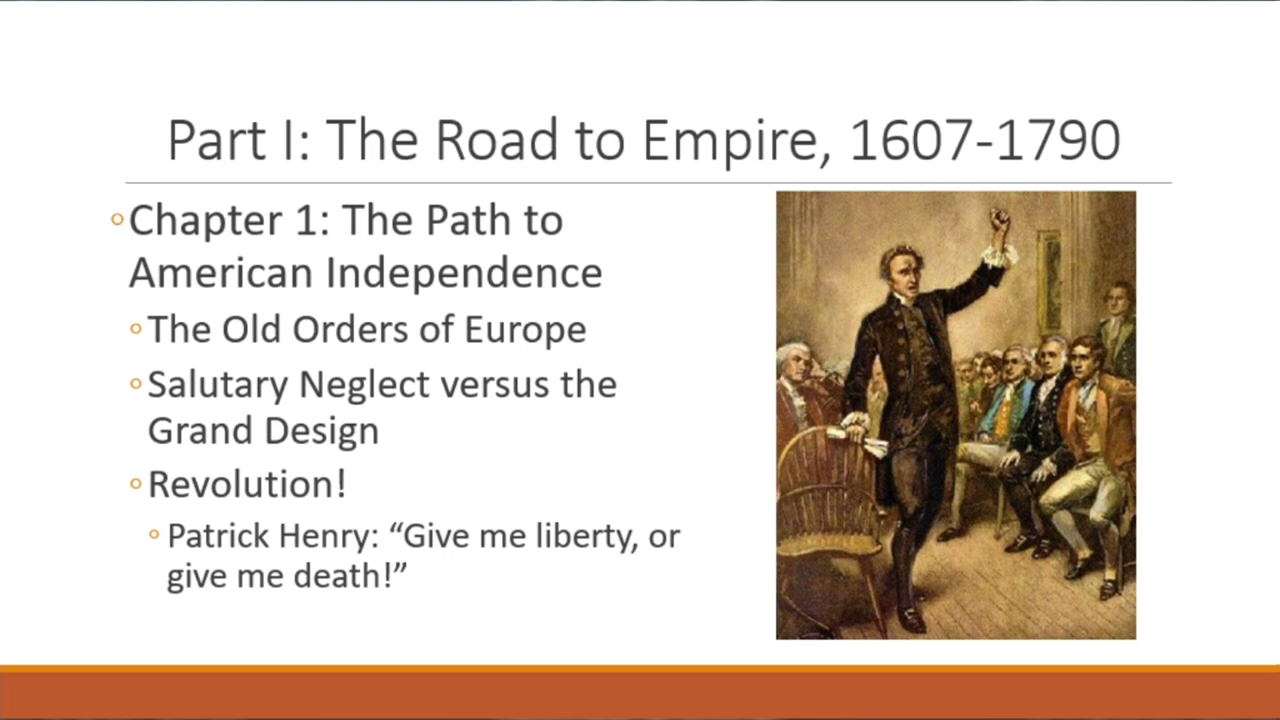 Part I: The Road to Empire, 1607-1790
Chapter 1: The Path to
American Independence
The Old Orders of Europe
Salutary Neglect versus the
Grand Design
Revolution!
Patrick Henry: “Give me liberty, or
give me death!”